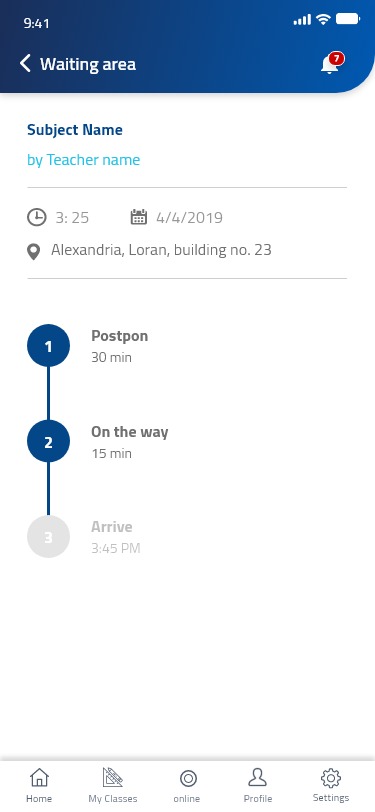 9:41
Waiting area
7
Subject Name
by Teacher name
3: 25
4/4/2019
Alexandria, Loran, building no. 23
1
Postpon
30 min
2
On the way
15 min
3
Arrive
3:45 PM
Home
My Classes
online
Profile
Settings